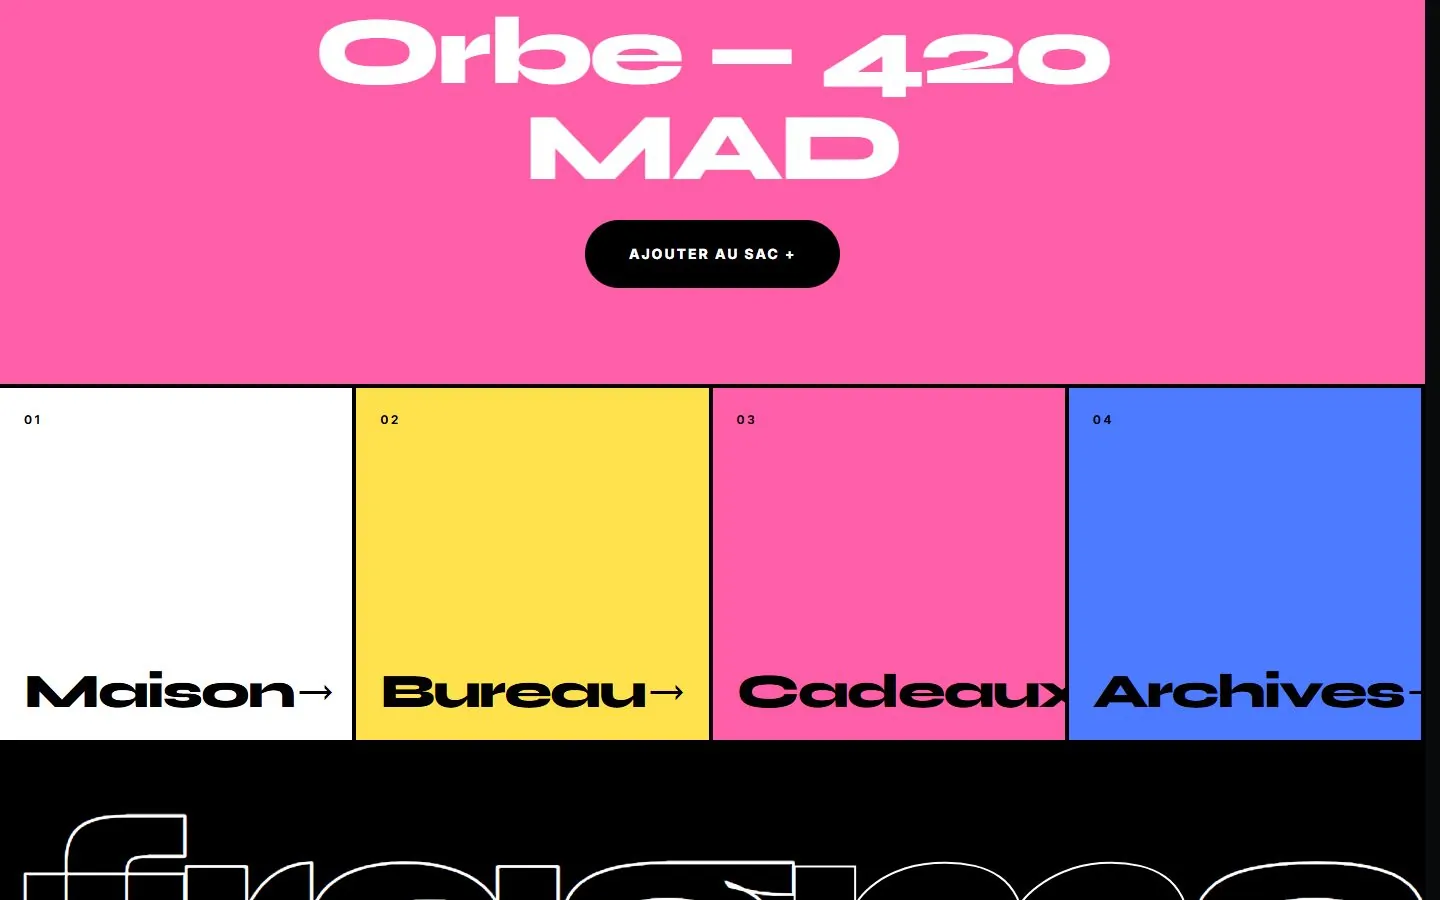 Orbe – 420
MAD
AJOUTER AU SAC +
01
02
03
04
Maison→
Bureau→
Cadeaux
Archives